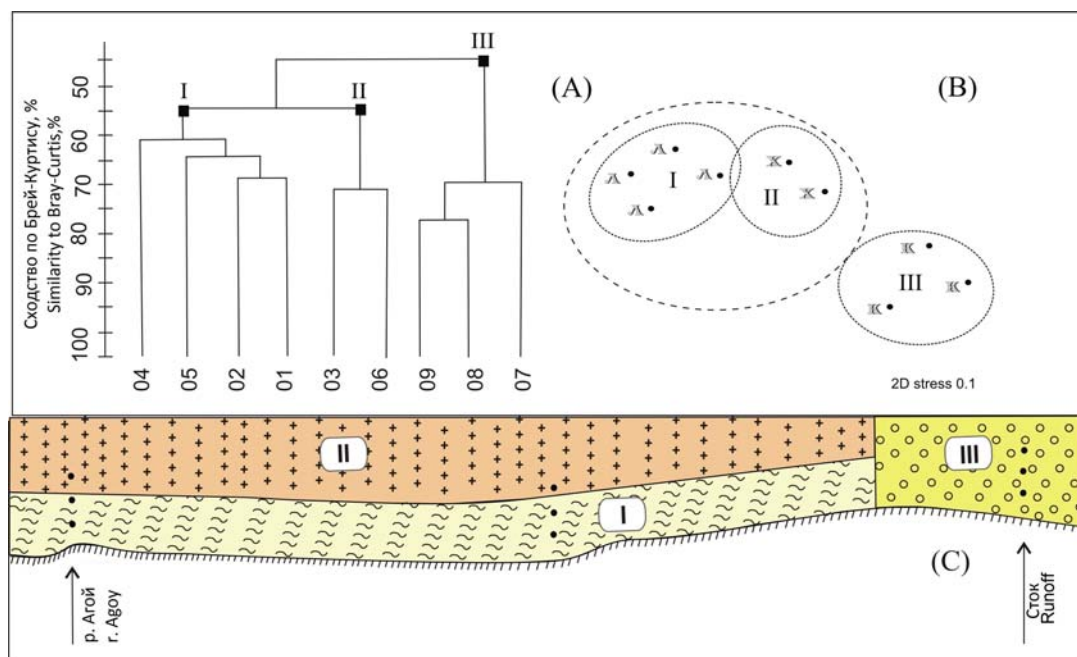 Сходство по Брей-Куртису, %
Similarity to Bray-Curtis,%
50
60
70
80
90
100
I
II
III
04
05
02
01
03
06
09
08
07
(A)
I
II
III
(B)
2D stress 0.1
II
I
III
(C)
р. Агой
r. Agoy
Сток
Runoff